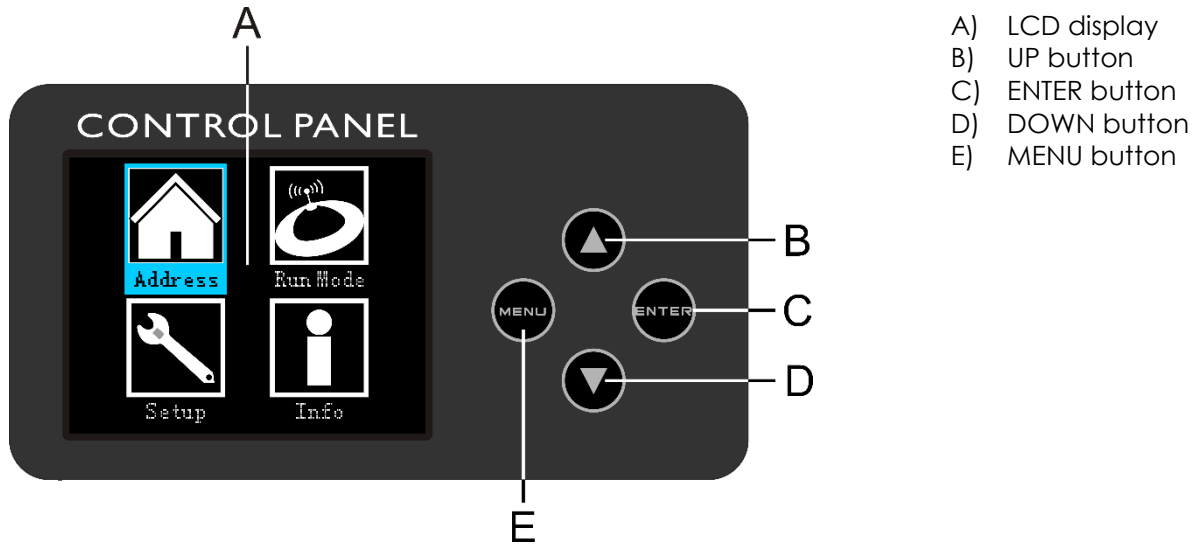 A
CONTROL PANEL
Address
Run Mode
Setup
Info
MENU
ENTER
B
C
D
E
A) LCD display
B) UP button
C) ENTER button
D) DOWN button
E) MENU button